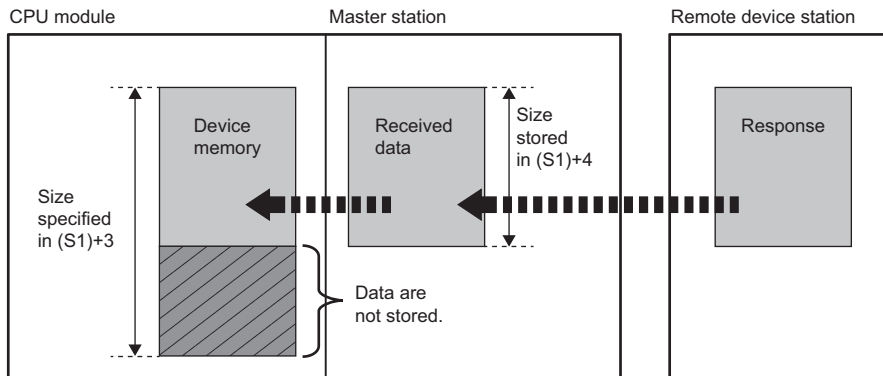 CPU module
Master station
Remote device station
Device
memory
Received
data
Size
stored
in (S1)+4
Response
Size
specified
in (S1)+3
Data are
not stored.